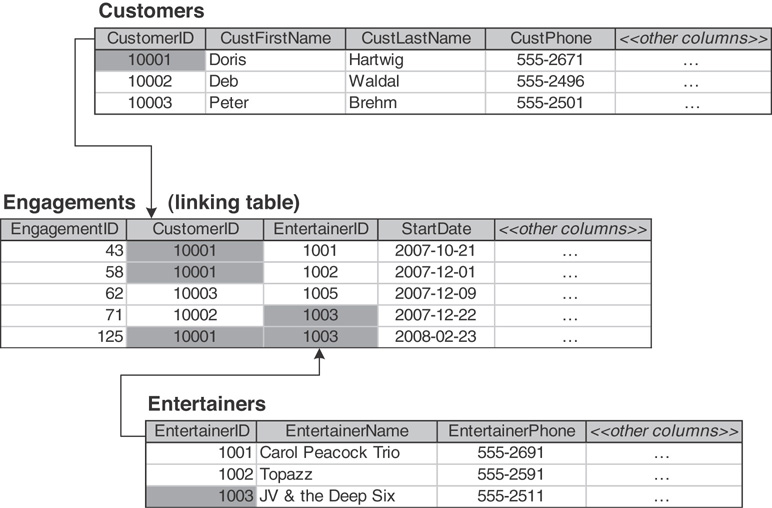 Customers
CustomerID CustFirstName CustLastName CustPhone <<other columns>>
10001 Doris Hartwig 555-2671 …
10002 Deb Waldal 555-2496 …
10003 Peter Brehm 555-2501 …
Engagements (linking table)
EngagementID CustomerID EntertainerID StartDate <<other columns>>
43 10001 1001 2007-10-21 …
58 10001 1002 2007-12-01 …
62 10003 1005 2007-12-09 …
71 10002 1003 2007-12-22 …
125 10001 1003 2008-02-23 …
Entertainers
EntertainerID EntertainerName EntertainerPhone <<other columns>>
1001 Carol Peacock Trio 555-2691 …
1002 Topazz 555-2591 …
1003 JV & the Deep Six 555-2511 …